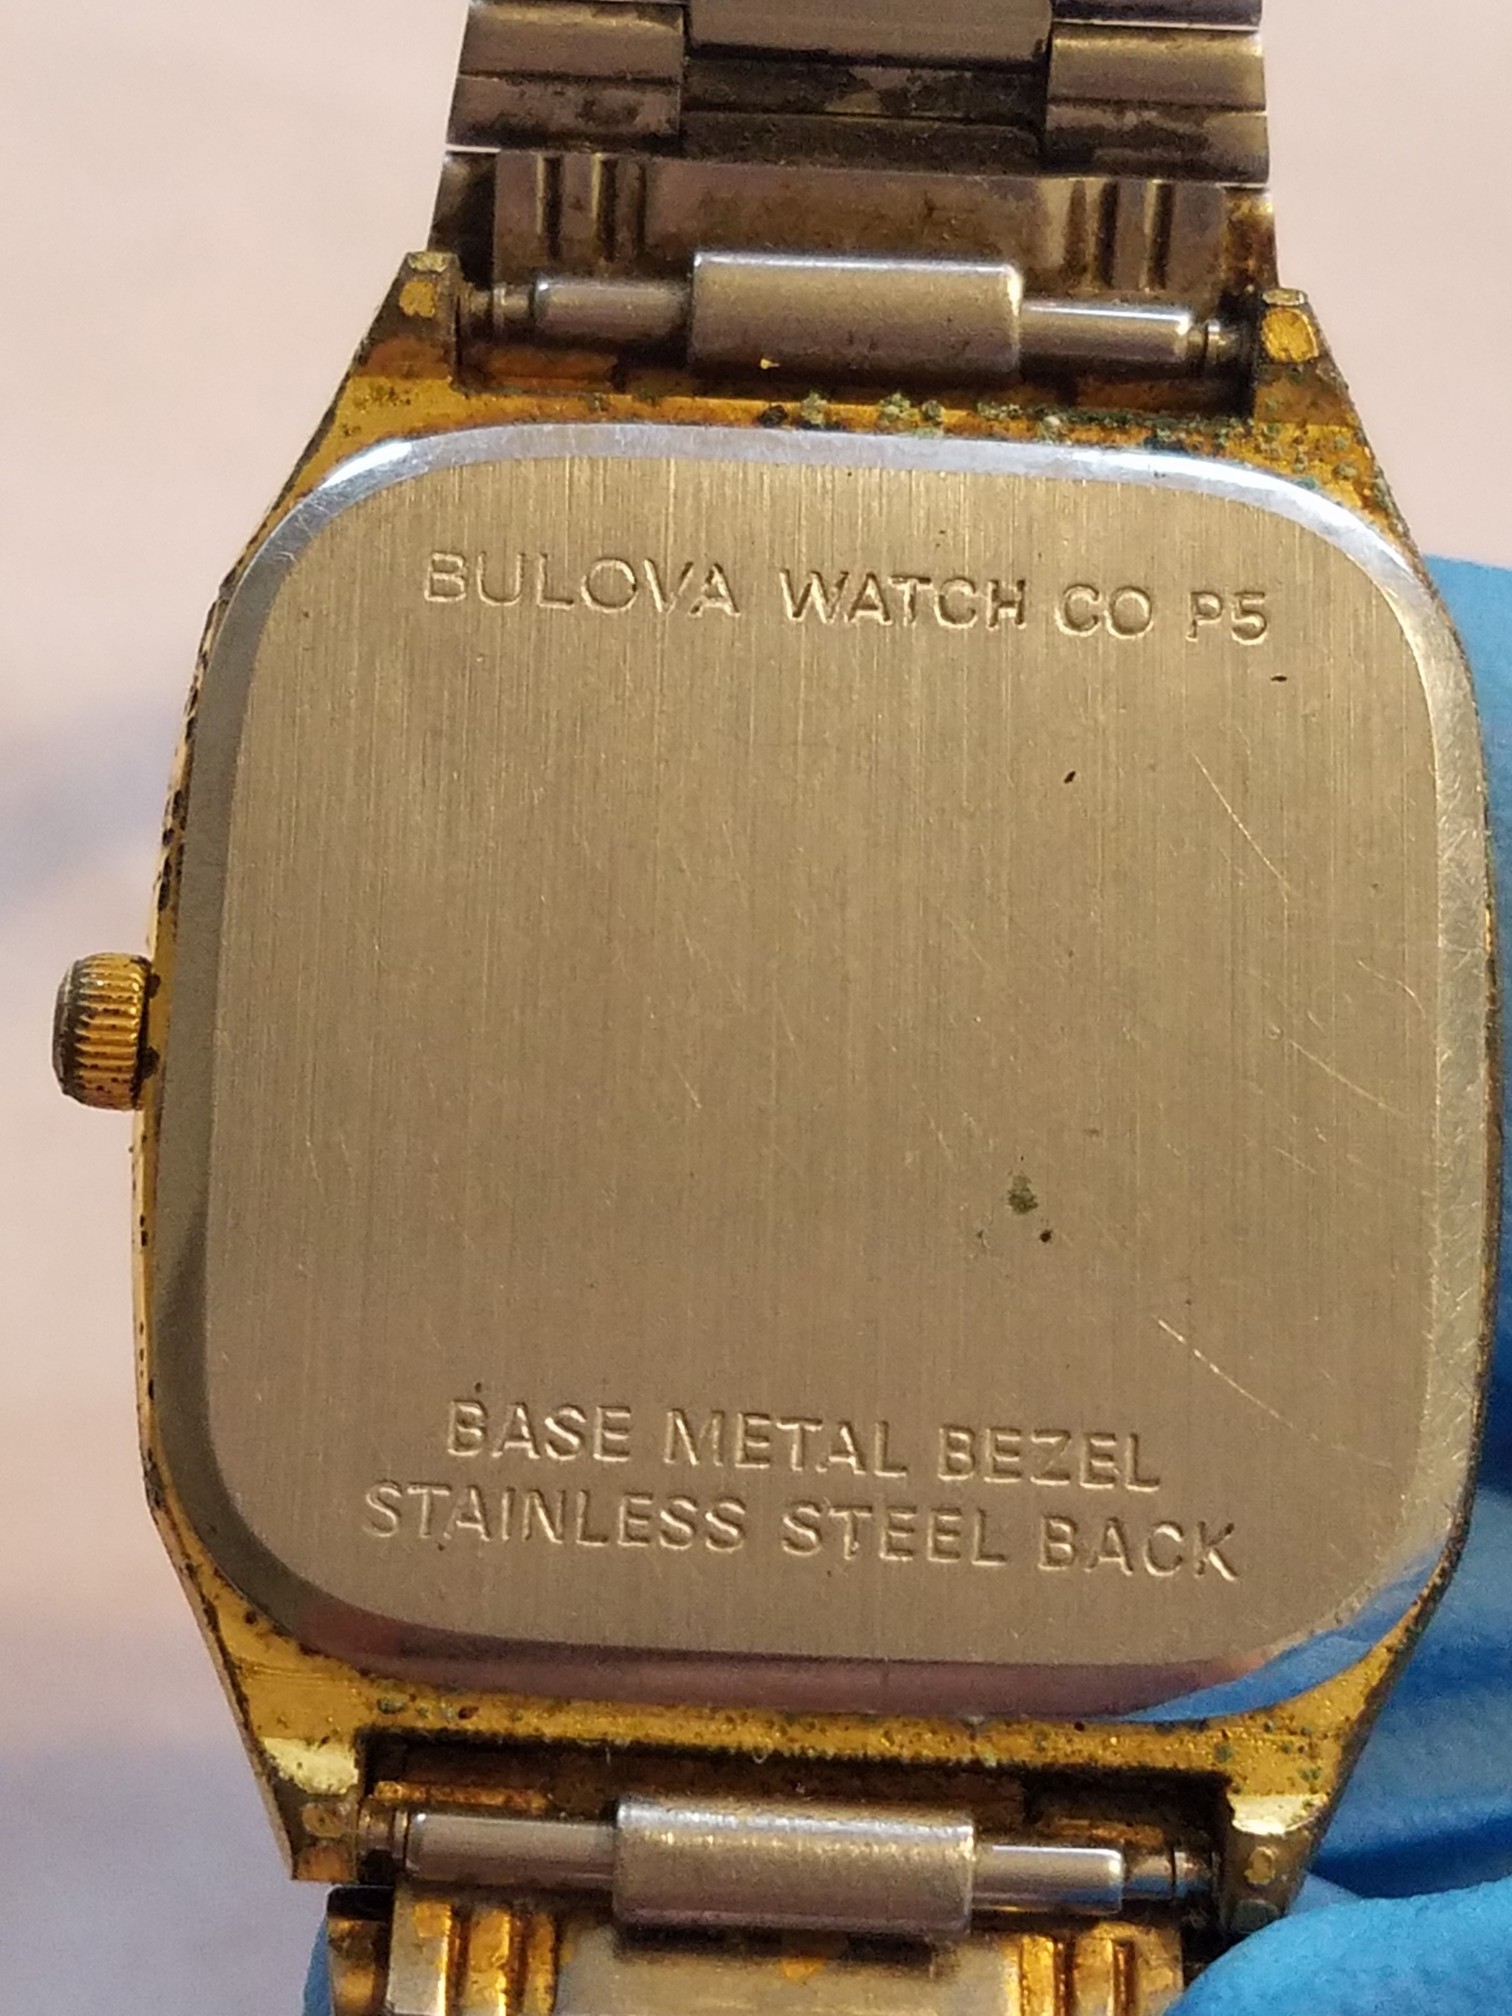 BULOVA WATCH CO P5
BASE METAL BEZEL
STAINLESS STEEL BACK